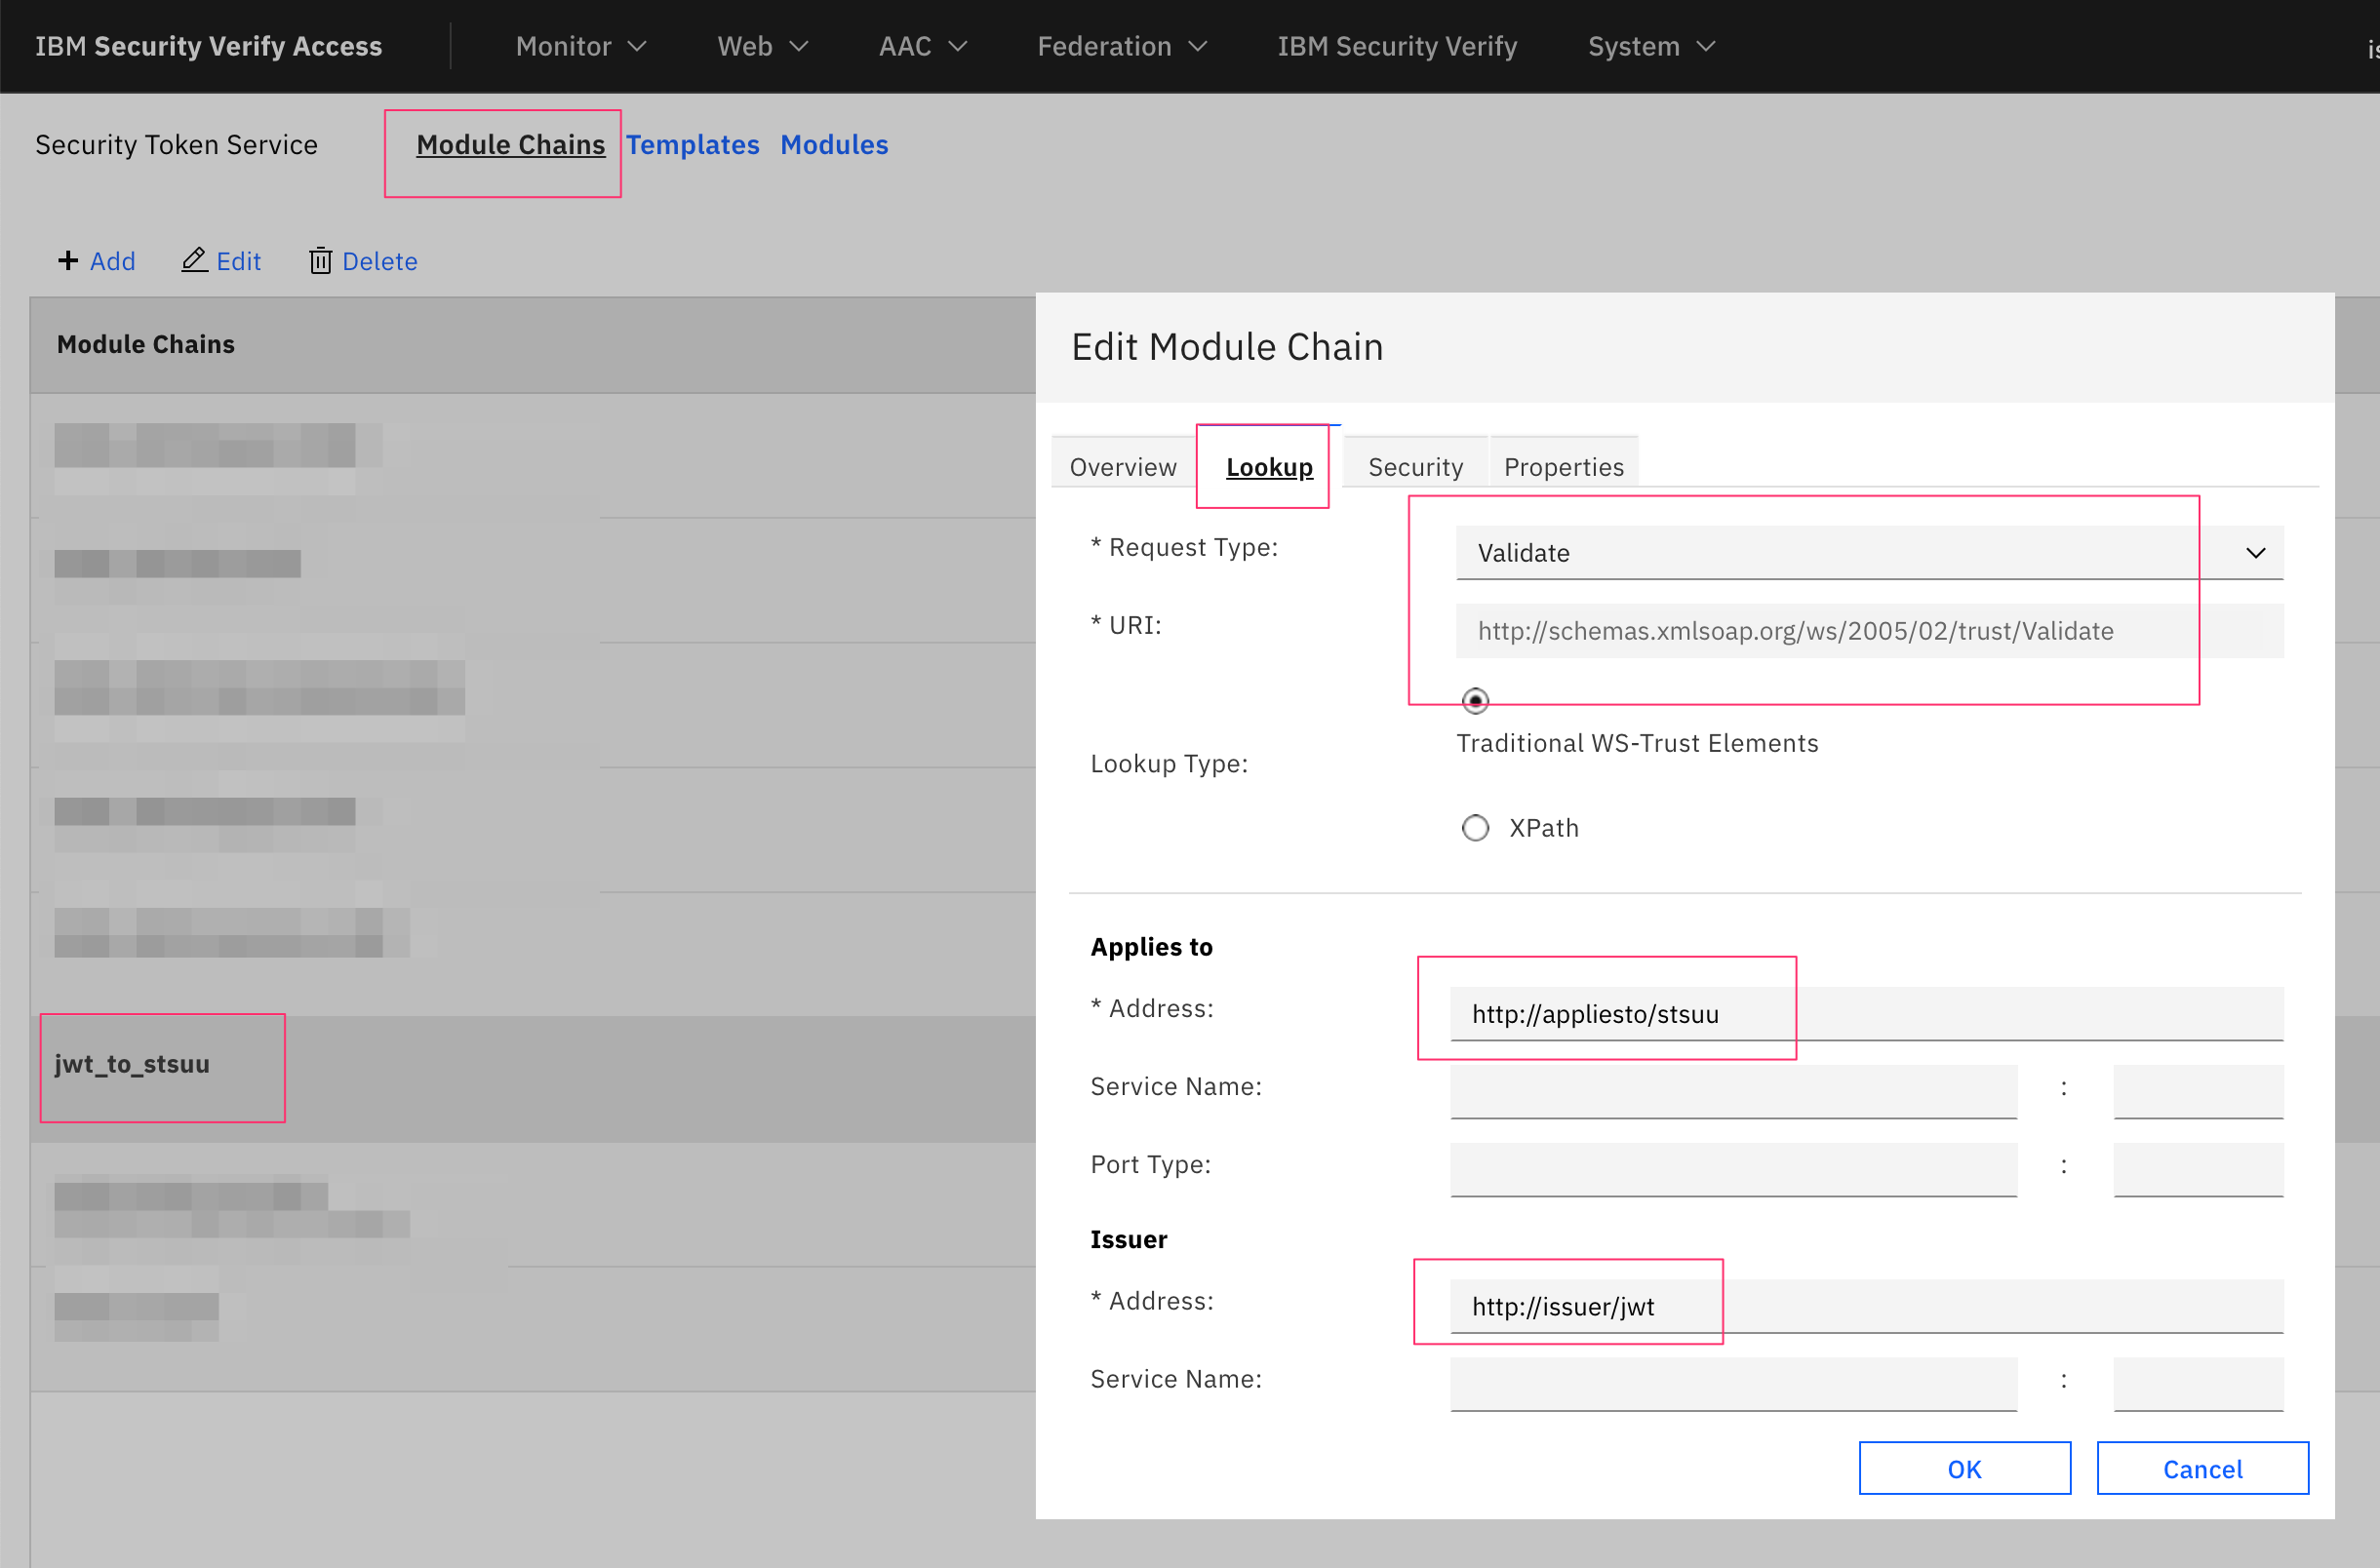 IBM Security Verify Access
Monitor
Web
AAC
Federation
IBM Security Verify
System
Security Token Service
Module Chains
Templates
Modules
Add
Edit
Delete
Module Chains
jwt_to_stsuu
Edit Module Chain
Overview
Lookup
Security
Properties
* Request Type:
Validate
* URI:
http://schemas.xmlsoap.org/ws/2005/02/trust/Validate
Traditional WS-Trust Elements
Lookup Type:
XPath
Applies to
* Address:
http://appliesto/stsuu
Service Name:
:
Port Type:
:
Issuer
* Address:
http://issuer/jwt
Service Name:
:
OK
Cancel